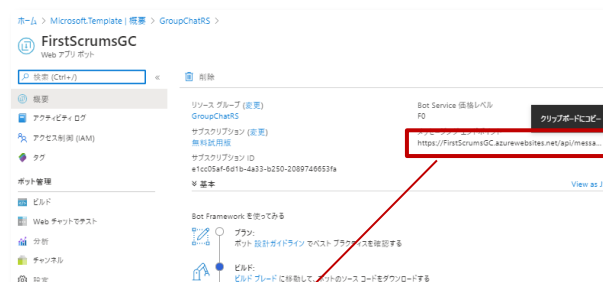 ホーム > Microsoft.Template | 概要 > GroupChatRS >
FirstScrumsGC
Web アプリ ボット
検索 (Ctrl+/)
«
削除
概要
アクティビティ ログ
アクセス制御 (IAM)
タグ
ボット管理
ビルド
Web チャットでテスト
分析
チャンネル
設定
リソース グループ (変更)
GroupChatRS
サブスクリプション (変更)
無料試用版
サブスクリプション ID
e1cc05af-6d1b-4a33-b250-2089746653fa
基本
Bot Service 価格レベル
F0
クリップボードにコピー
https://FirstScrumsGC.azurewebsites.net/api/messa...
View as J
Bot Framework を使ってみる
プラン:
ボット 設計ガイドライン でベスト プラクティスを確認する
ビルド:
ビルド ブレード に移動して、ボットのソース コードをダウンロードする